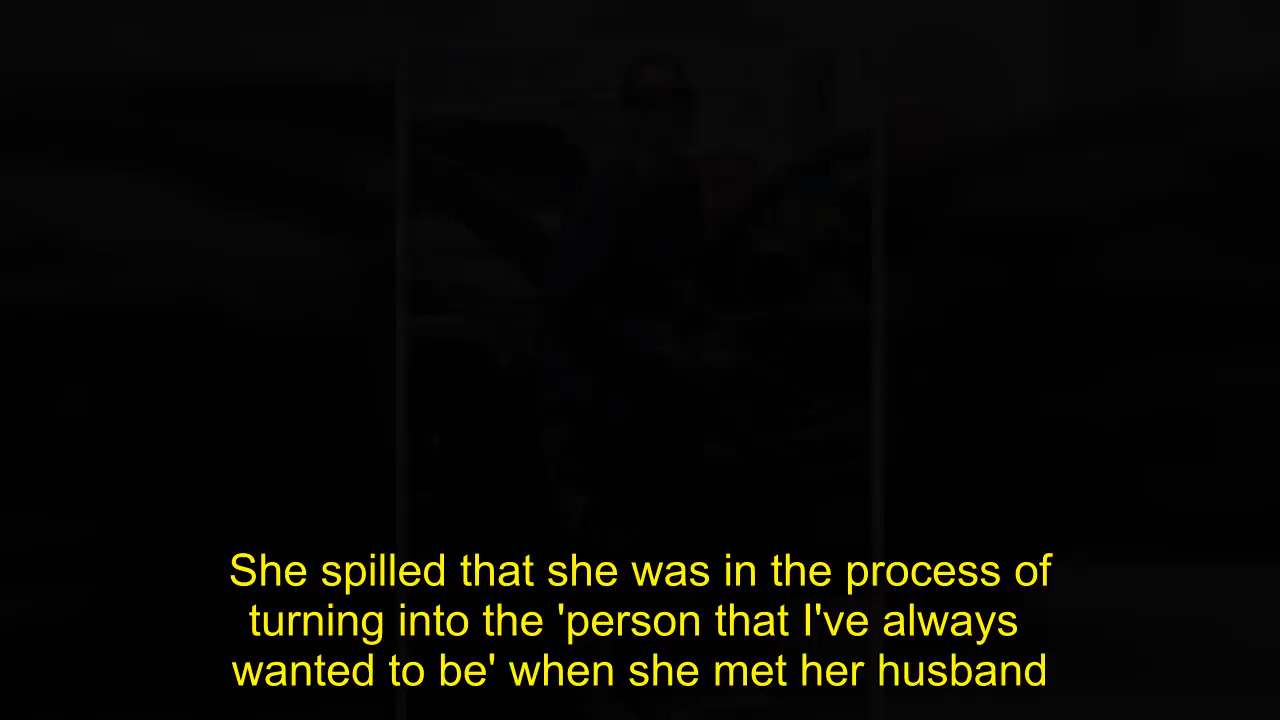 She spilled that she was in the process of
turning into the 'person that I've always
wanted to be' when she met her husband